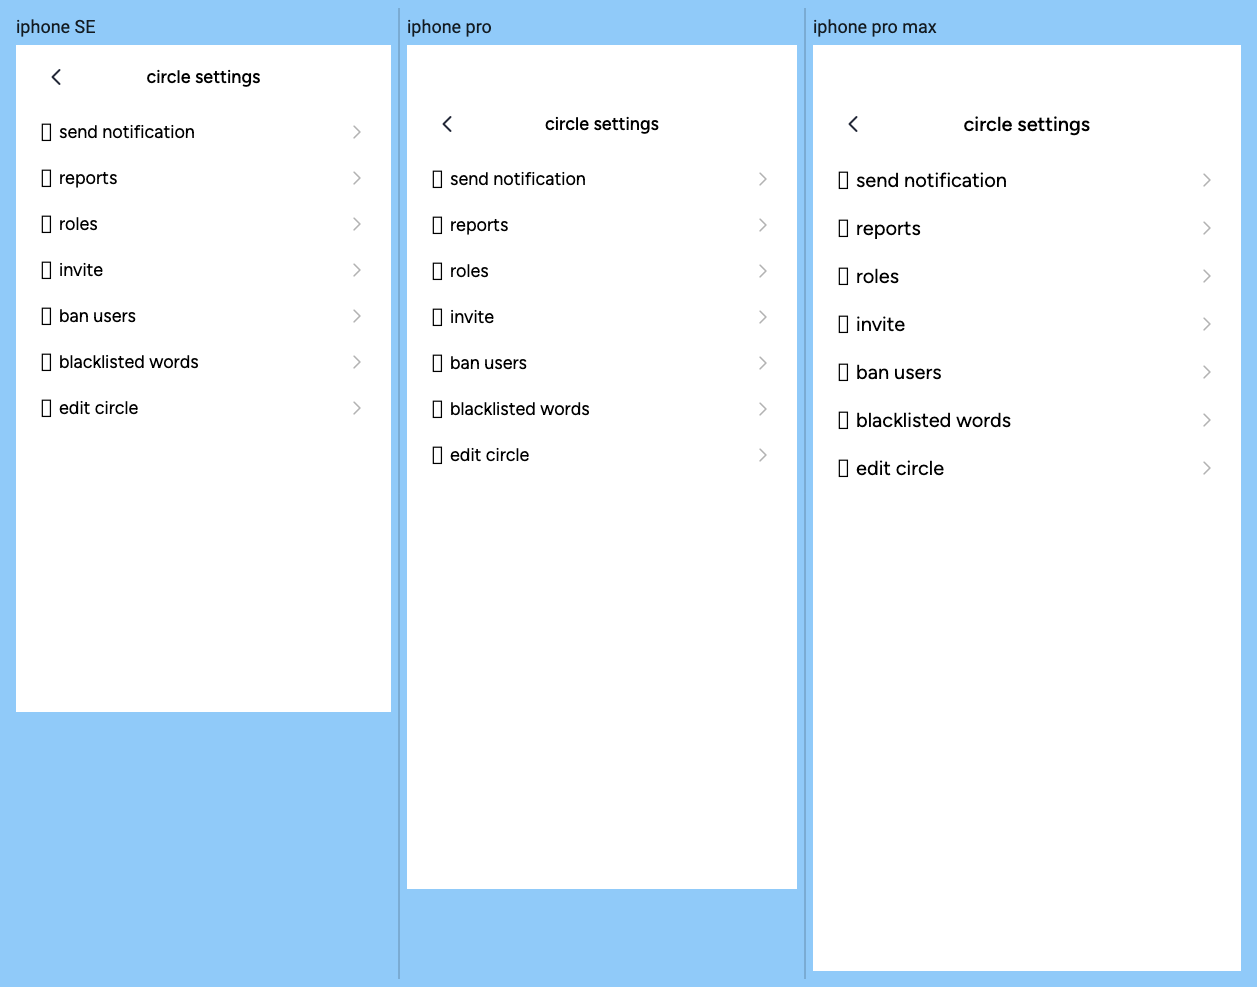 iphone SE
circle settings
send notification
reports
roles
invite
ban users
blacklisted words
edit circle
iphone pro
circle settings
send notification
reports
roles
invite
ban users
blacklisted words
edit circle
iphone pro max
circle settings
send notification
reports
roles
invite
ban users
blacklisted words
edit circle